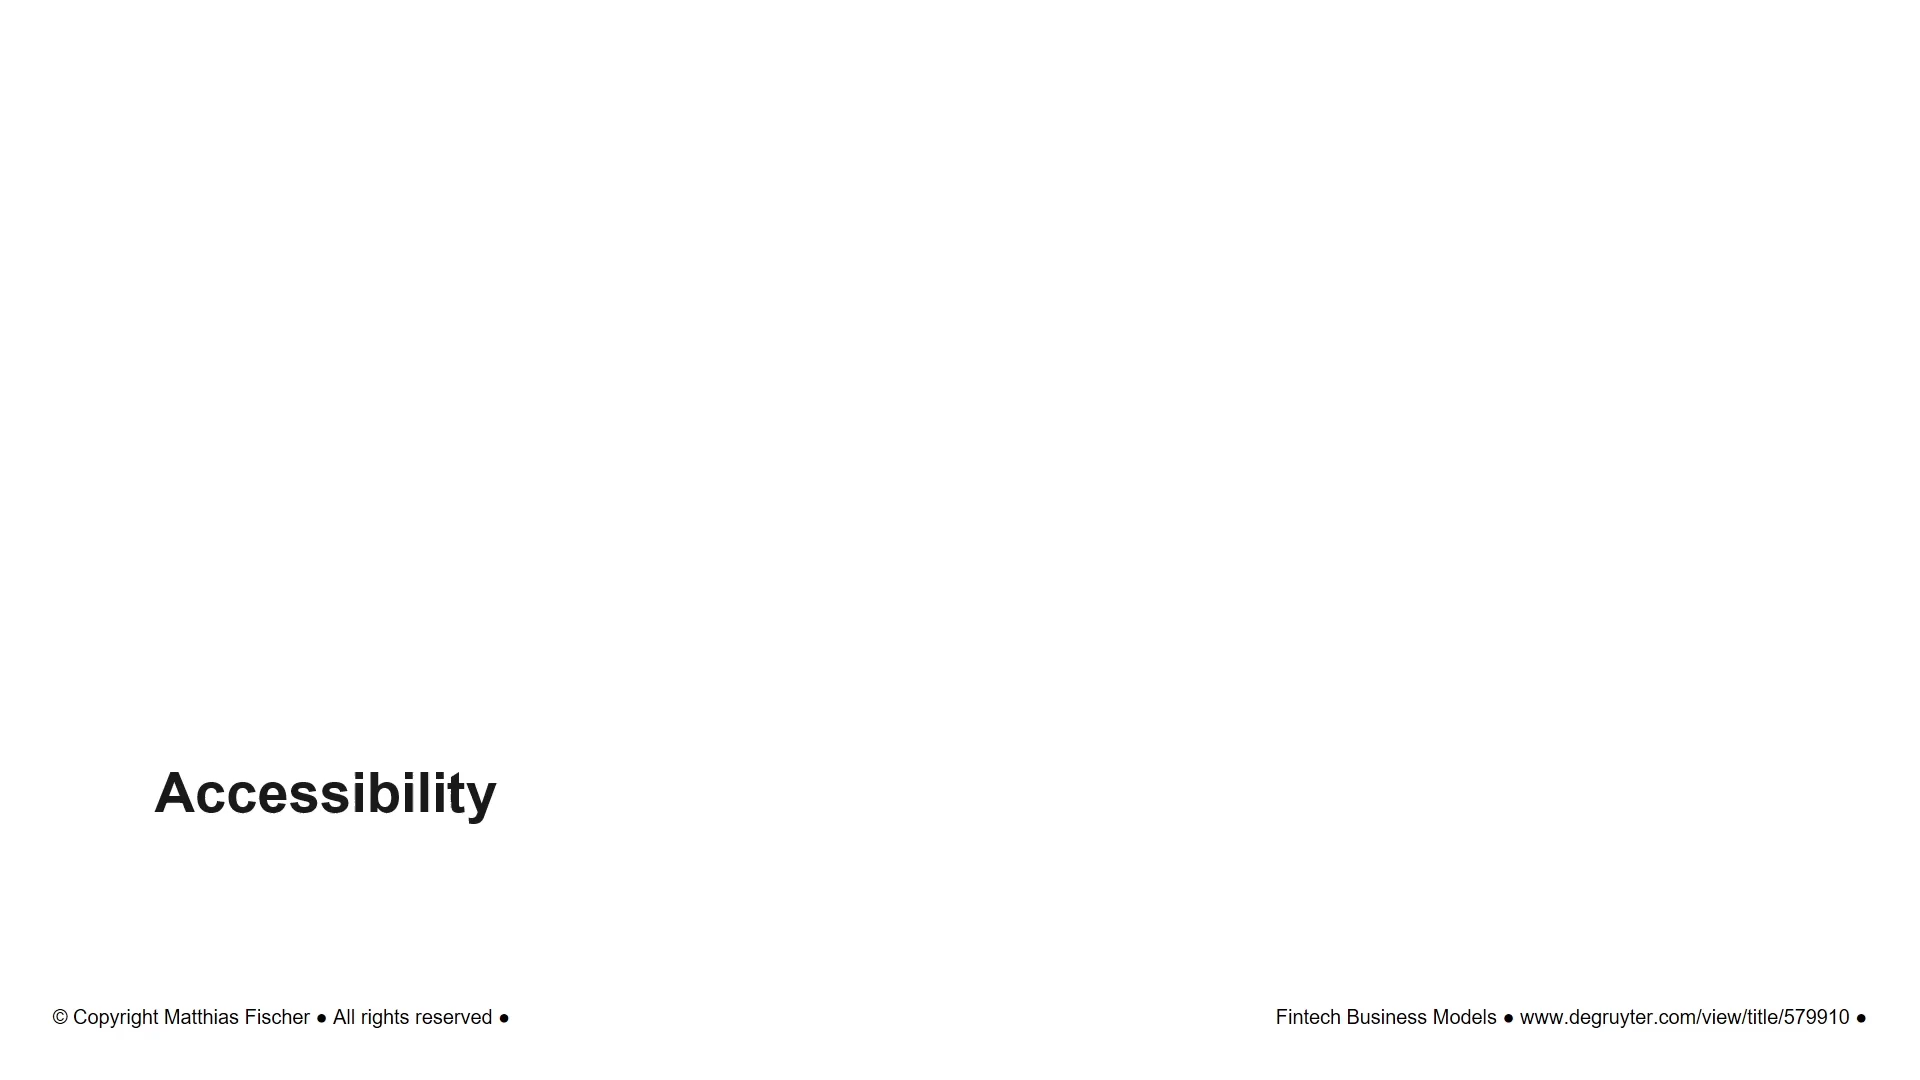 Accessibility
© Copyright Matthias Fischer ● All rights reserved ●
Fintech Business Models ● www.degruyter.com/view/title/579910 ●